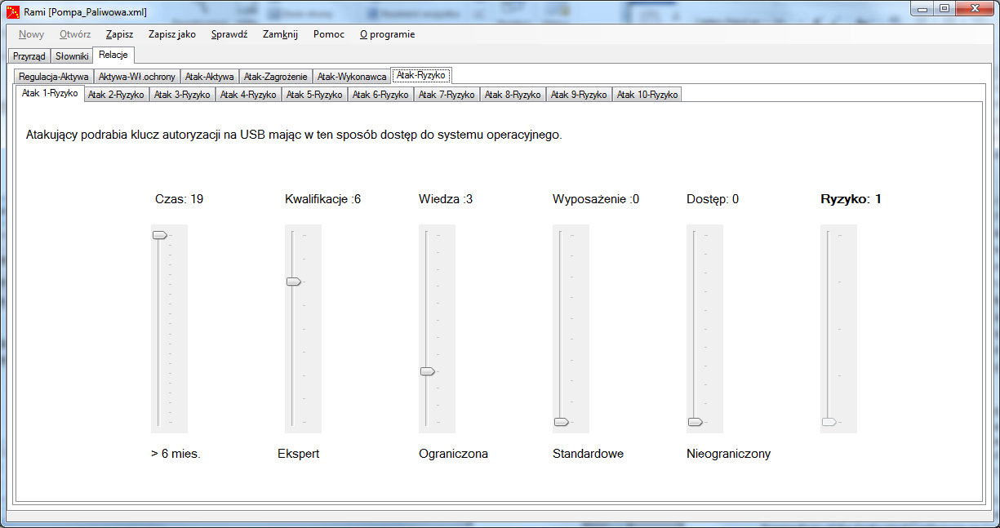 Rami [Pompa_Paliwowa.xml]
Nowy Otwórz Zapisz Zapisz jako Sprawdź Zamknij Pomoc O programie
Przyrząd Słowniki Relacje
Regulacja-Aktywa Aktywa-Wł.ochrony Atak-Aktywa Atak-Zagrożenie Atak-Wykonawca Atak-Ryzyko
Atak 1-Ryzyko Atak 2-Ryzyko Atak 3-Ryzyko Atak 4-Ryzyko Atak 5-Ryzyko Atak 6-Ryzyko Atak 7-Ryzyko Atak 8-Ryzyko Atak 9-Ryzyko Atak 10-Ryzyko
Atakujący podrabia klucz autoryzacji na USB mając w ten sposób dostęp do systemu operacyjnego.
Czas: 19 Kwalifikacje :6 Wiedza :3 Wyposażenie :0 Dostęp: 0 Ryzyko: 1
> 6 mies. Ekspert Ograniczona Standardowe Nieograniczony